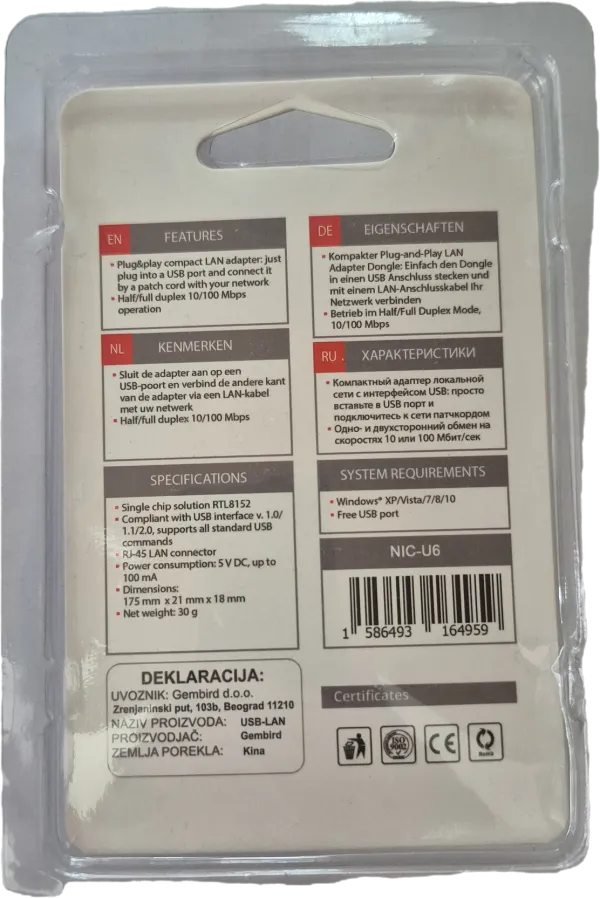 EN FEATURES
▪ Plug&play compact LAN adapter: just
plug into a USB port and connect it
by a patch cord with your network
▪ Half/full duplex 10/100 Mbps
operation
NL KENMERKEN
▪ Sluit de adapter aan op een
USB-poort en verbind de andere kant
van de adapter via een LAN-kabel
met uw netwerk
▪ Half/full duplex 10/100 Mbps
SPECIFICATIONS
▪ Single chip solution RTL8152
▪ Compliant with USB interface v. 1.0/
1.1/2.0, supports all standard USB
commands
▪ RJ-45 LAN connector
▪ Power consumption: 5 V DC, up to
100 mA
▪ Dimensions:
175 mm x 21 mm x 18 mm
▪ Net weight: 30 g
DEKLARACIJA:
UVOZNIK: Gembird d.o.o.
Zrenjaninski put, 103b, Beograd 11210
NAZIV PROIZVODA: USB-LAN
PROIZVODJAČ: Gembird
ZEMLJA POREKLA: Kina
DE EIGENSCHAFTEN
▪ Kompakter Plug-and-Play LAN
Adapter Dongle: Einfach den Dongle
in einen USB Anschluss stecken und
mit einem LAN-Anschlusskabel Ihr
Netzwerk verbinden
▪ Betrieb im Half/Full Duplex Mode,
10/100 Mbps
RU . ХАРАКТЕРИСТИКИ
▪ Компактный адаптер локальной
сети с интерфейсом USB: просто
вставьте в USB порт и
подключитесь к сети патчкордом
▪ Одно- и двухсторонний обмен на
скоростях 10 или 100 Мбит/сек
SYSTEM REQUIREMENTS
▪ Windows® XP/Vista/7/8/10
▪ Free USB port
NIC-U6
1 586493 164959
Certificates
ISO
9002
CE
RoHS